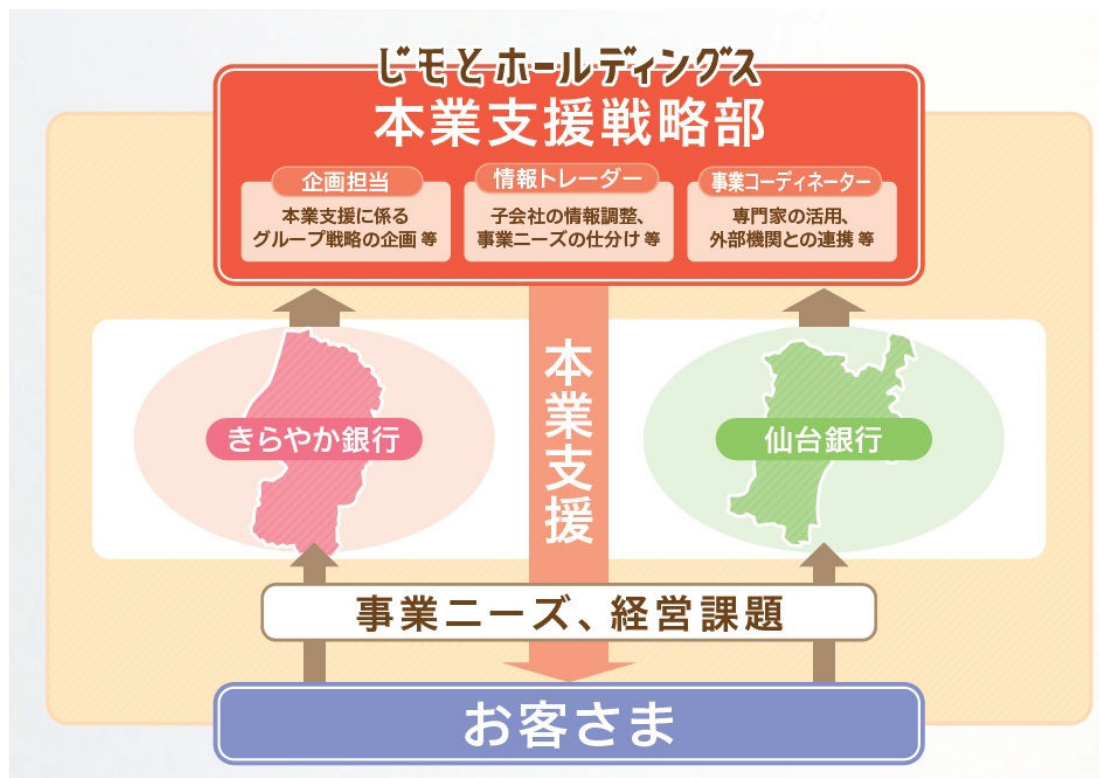 じモとホールディングス
本業支援戦略部
企画担当
本業支援に係る
グループ戦略の企画 等
情報トレーダー
子会社の情報調整、
事業ニーズの仕分け 等
事業コーディネーター
専門家の活用、
外部機関との連携 等
きらやか銀行
本業支援
仙台銀行
事業ニーズ、経営課題
お客さま